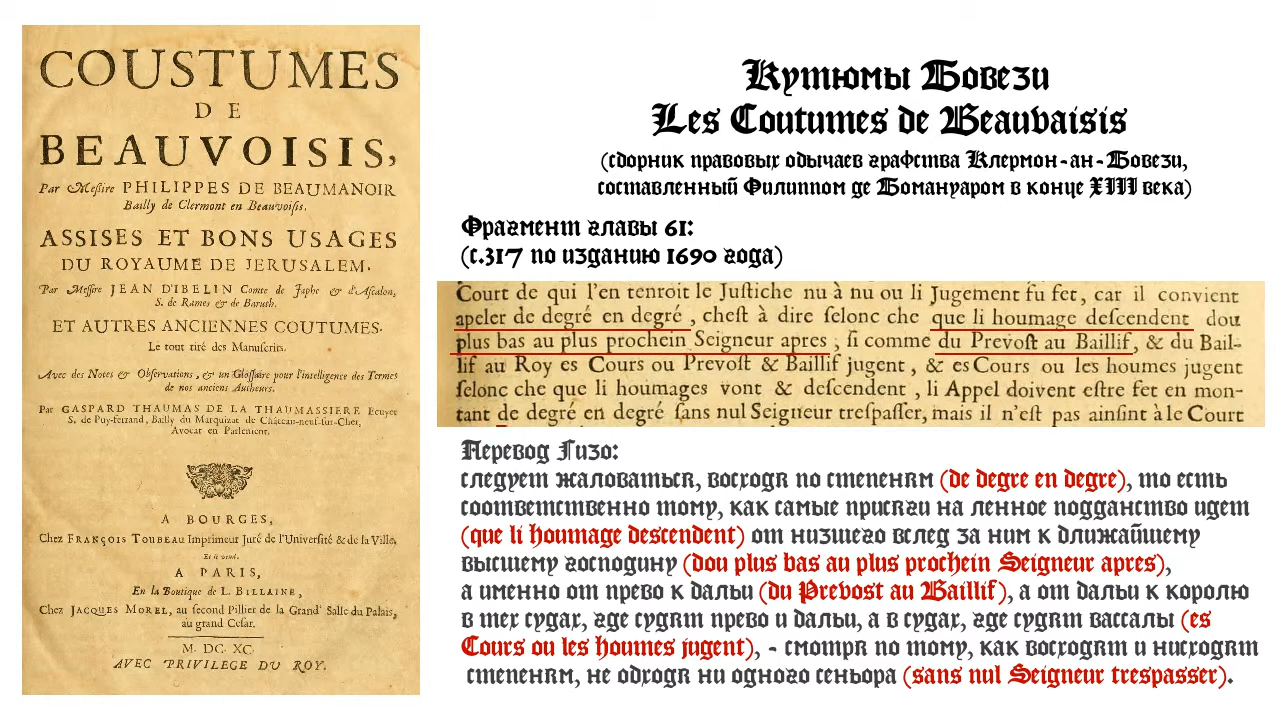 COUSTUMES
DE
BEAUVOISIS,
Par Meſſire PHILIPPES DE BEAUMANOIR
Bailly de Clermont en Beauvoiſis.
ASSISES ET BONS USAGES
DU ROYAUME DE JERUSALEM.
Par Meſſire JEAN D'IBELIN Comte de Japhe & d'Aſcalon,
S. de Rames & de Baruth.
ET AUTRES ANCIENNES COUTUMES.
Le tout tiré des Manuſcrits.
Avec des Notes & Obſervations, & un Gloſſaire pour l'intelligence des Termes
de nos anciens Autheurs.
Par GASPARD THAUMAS DE LA THAUMASSIERE Ecuyer
S. de Puy-ferrand, Bailly du Marquizat de Château-neuf-ſur-Cher,
Avocat en Parlement.
A BOURGES,
Chez FRANÇOIS TOUBEAU Imprimeur Juré de l'Univerſité & de la Ville,
Et ſe vend.
A PARIS,
En la Boutique de L. BILLAINE,
Chez JACQUES MOREL, au ſecond Pillier de la Grand' Salle du Palais,
au grand Ceſar.
M. DC. XC.
AVEC PRIVILEGE DU ROY.
Кутюмы Бовези
Les Coutumes de Beauvaisis
(сборник правовых обычаев графства Клермон-ан-Бовези,
составленный Филиппом де Бомануаром в конце XIII века)
Фрагмент главы 61:
(с.317 по изданию 1690 года)
Court de qui l'en tenroit le Juſtiche nu à nu ou li Jugement fu fet, car il convient
apeler de degré en degré, cheſt à dire ſelonc che que li houmage deſcendent dou
plus bas au plus prochein Seigneur apres, ſi comme du Prevoſt au Baillif, & du Bail-
lif au Roy es Cours ou Prevoſt & Baillif jugent, & es Cours ou les houmes jugent
ſelonc che que li houmages vont & deſcendent, li Appel doivent eſtre fet en mon-
tant de degré en degré ſans nul Seigneur treſpaſſer, mais il n'eſt pas ainſint à le Court
Перевод Гизо:
следует жаловаться, восходя по степеням (de degre en degre), то есть
соответственно тому, как самые присяги на ленное подданство идет
(que li houmage descendent) от низшего вслед за ним к ближайшему
высшему господину (dou plus bas au plus prochein Seigneur apres),
а именно от прево к бальи (du Prevost au Baillif), а от бальи к королю
в тех судах, где судят прево и бальи, а в судах, где судят вассалы (es
Cours ou les houmes jugent), - смотря по тому, как восходят и нисходят
степеням, не обходя ни одного сеньора (sans nul Seigneur trespasser).